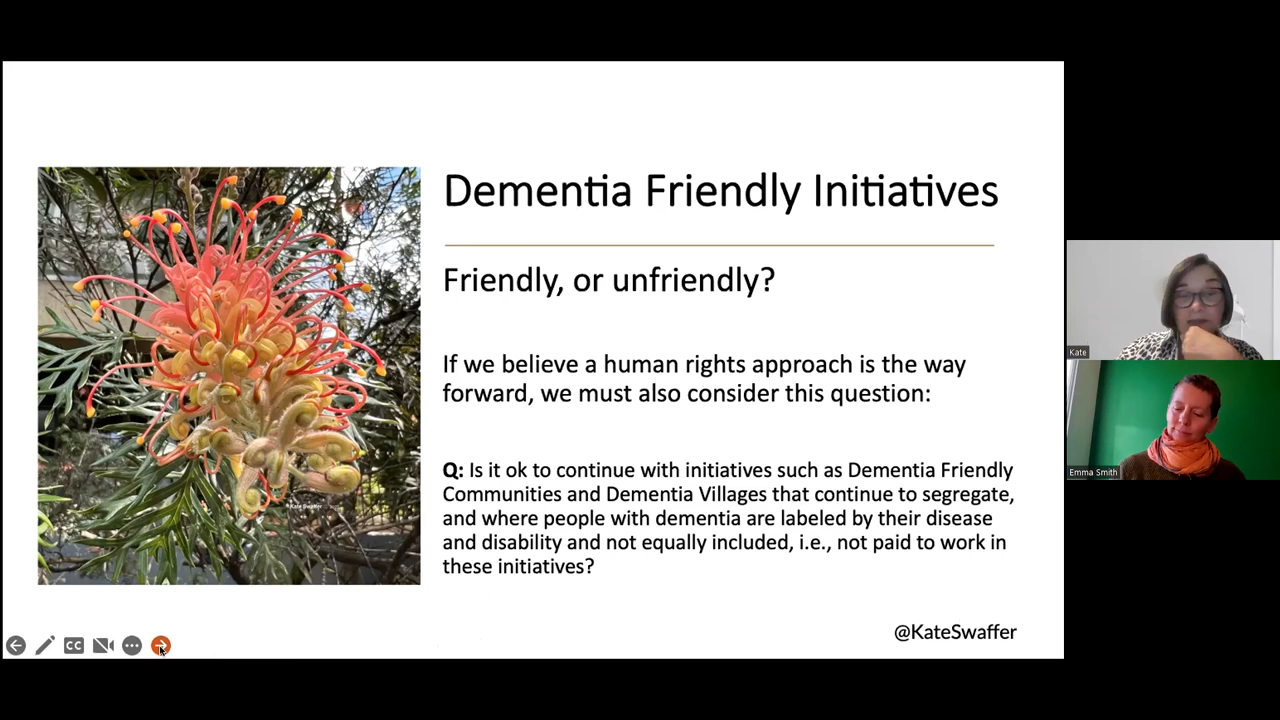 Dementia Friendly Initiatives
Friendly, or unfriendly?
If we believe a human rights approach is the way
forward, we must also consider this question:
Q: Is it ok to continue with initiatives such as Dementia Friendly
Communities and Dementia Villages that continue to segregate,
and where people with dementia are labeled by their disease
and disability and not equally included, i.e., not paid to work in
these initiatives?
@KateSwaffer
Kate Swaffer
CC
Kate
Emma Smith